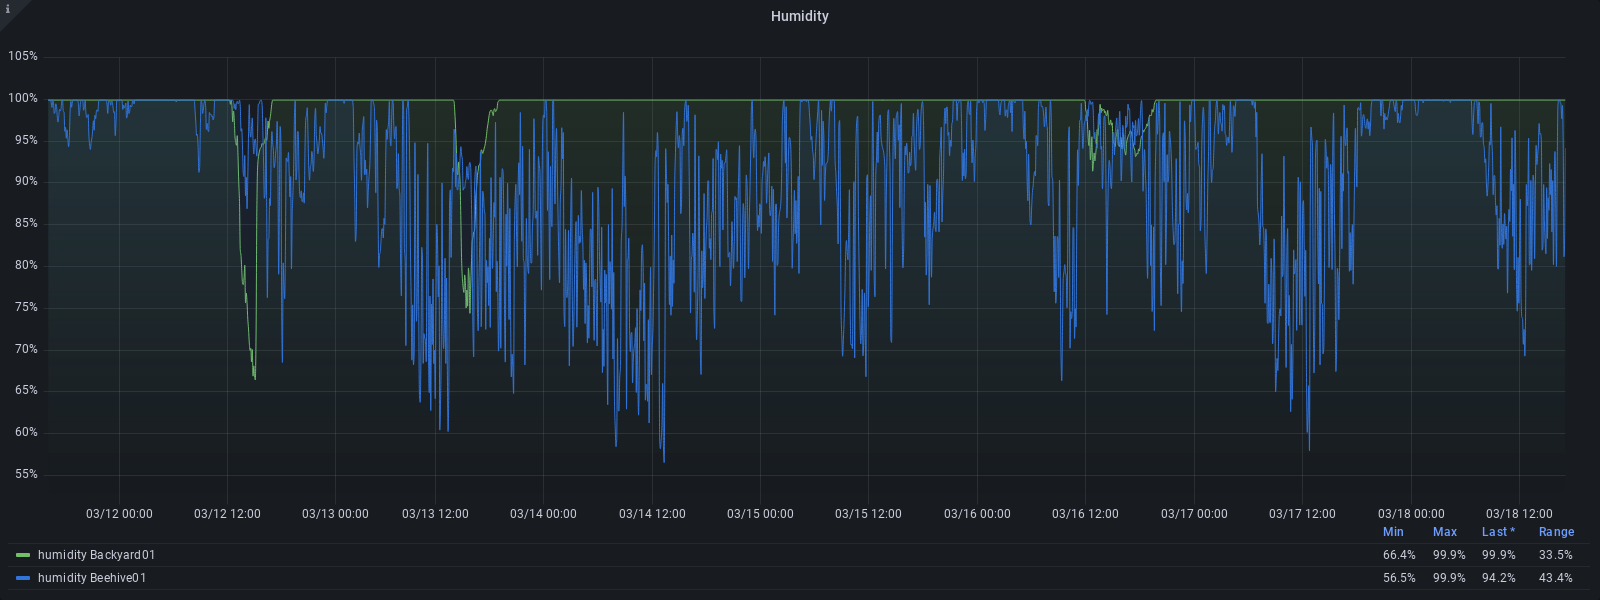 i
Humidity
105%
100%
95%
90%
85%
80%
75%
70%
65%
60%
55%
03/12 00:00 03/12 12:00 03/13 00:00 03/13 12:00 03/14 00:00 03/14 12:00 03/15 00:00 03/15 12:00 03/16 00:00 03/16 12:00 03/17 00:00 03/17 12:00 03/18 00:00 03/18 12:00
Min Max Last * Range
humidity Backyard01 66.4% 99.9% 99.9% 33.5%
humidity Beehive01 56.5% 99.9% 94.2% 43.4%